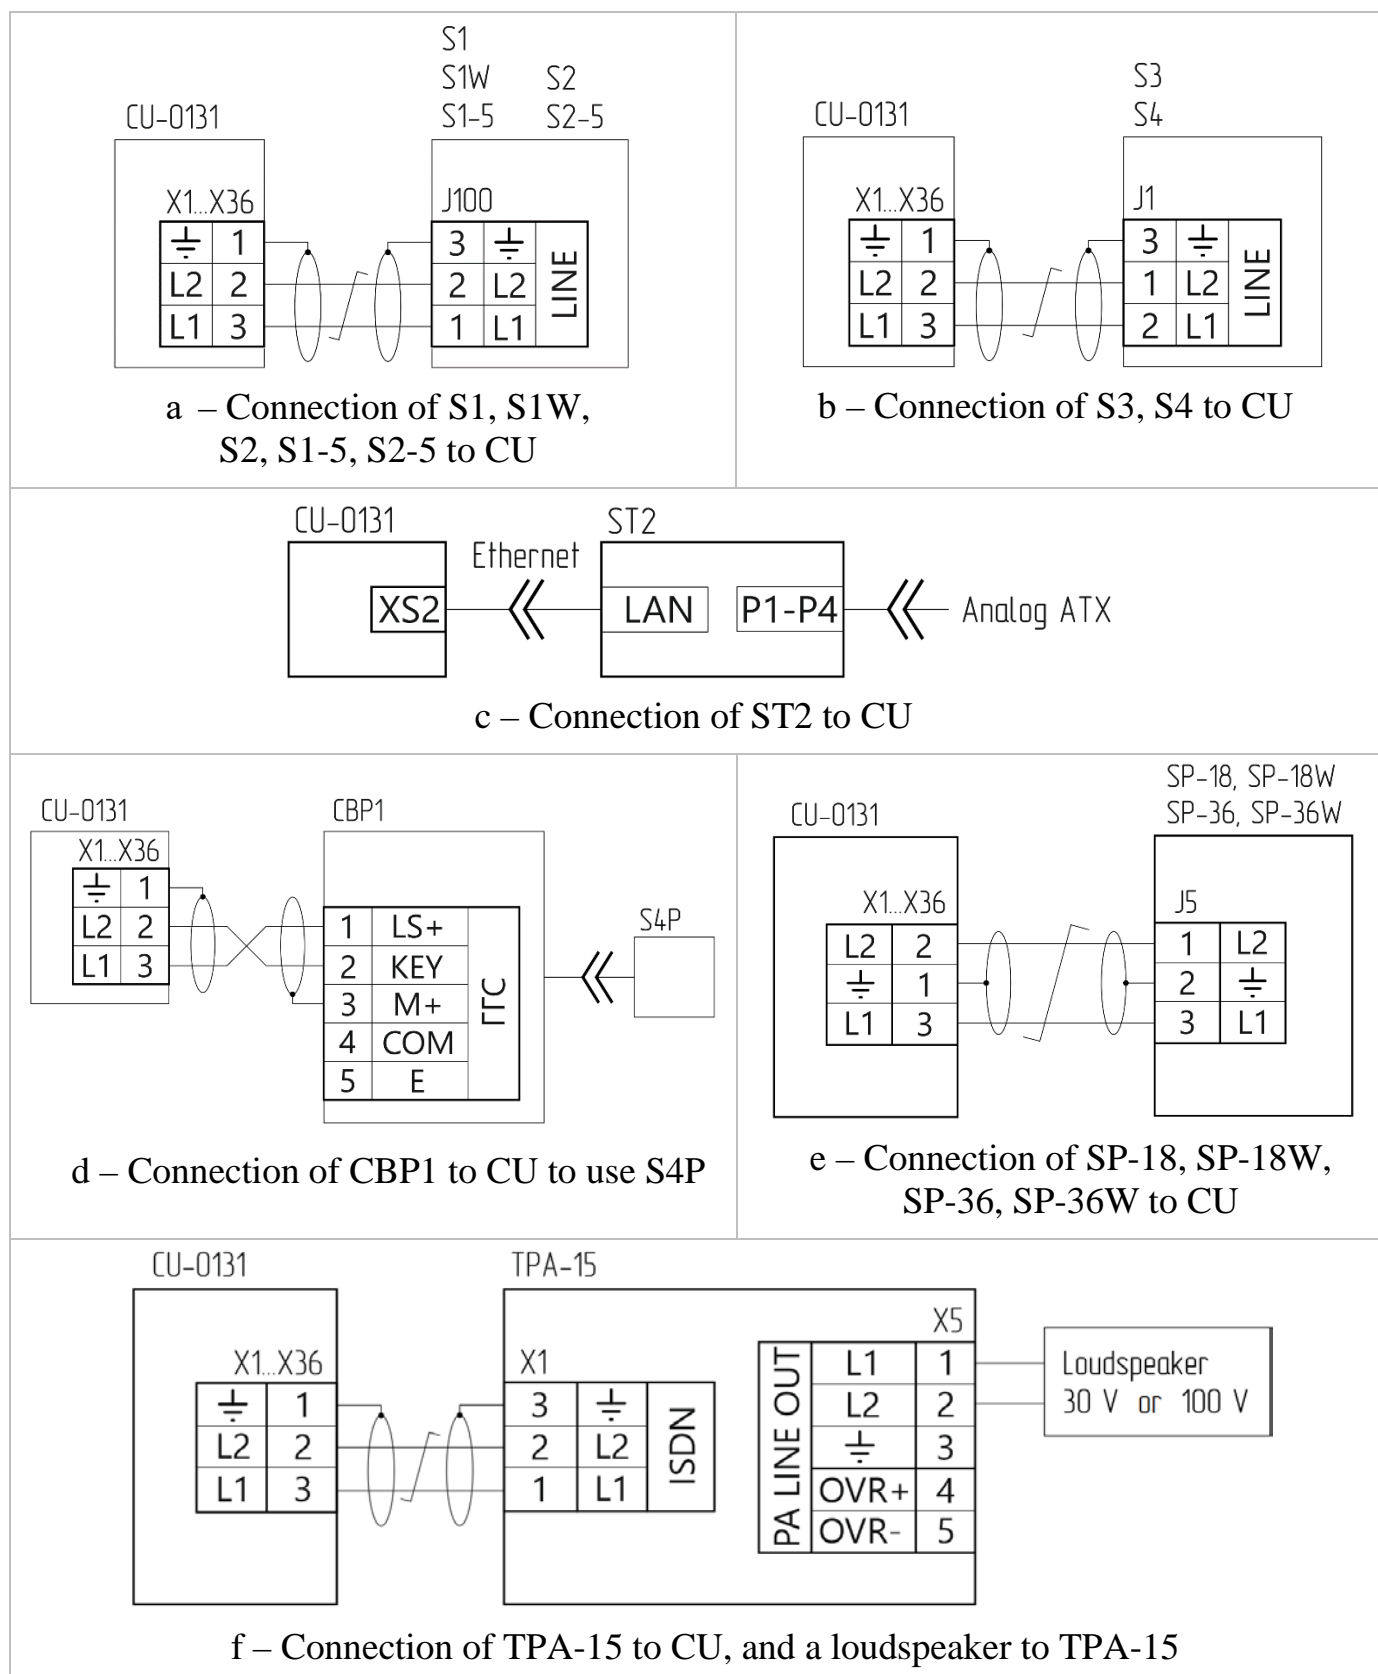 S1
S1W S2
CU-0131 S1-5 S2-5
X1...X36 J100
1 3
L2 2 2 L2
L1 3 1 L1
LINE
a – Connection of S1, S1W,
S2, S1-5, S2-5 to CU
S3
CU-0131 S4
X1...X36 J1
1 3
L2 2 1 L2
L1 3 2 L1
LINE
b – Connection of S3, S4 to CU
CU-0131 ST2
Ethernet
XS2 LAN P1-P4 Analog ATX
c – Connection of ST2 to CU
CU-0131 CBP1
X1...X36
1
L2 2
L1 3
1 LS+
2 KEY
3 M+
4 COM
5 E
ГГС
S4P
d – Connection of CBP1 to CU to use S4P
SP-18, SP-18W
CU-0131 SP-36, SP-36W
X1...X36 J5
L2 2 1 L2
1 2
L1 3 3 L1
e – Connection of SP-18, SP-18W,
SP-36, SP-36W to CU
CU-0131 TPA-15
X1...X36 X1
1 3
L2 2 2 L2
L1 3 1 L1
ISDN
X5
PA LINE OUT
L1 1
L2 2
3
OVR+ 4
OVR- 5
Loudspeaker
30 V or 100 V
f – Connection of TPA-15 to CU, and a loudspeaker to TPA-15